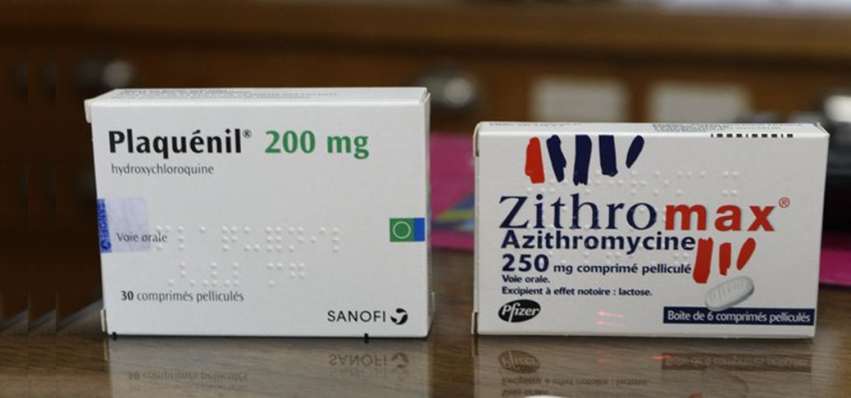 Plaquénil® 200 mg
hydroxychloroquine
SANOFI
Voie orale
30 comprimés pelliculés
SANOFI
Zithromax®
Azithromycine
250 mg comprimé pelliculé
Voie orale.
Excipient à effet notoire : lactose.
Pfizer
Boîte de 6 comprimés pelliculés